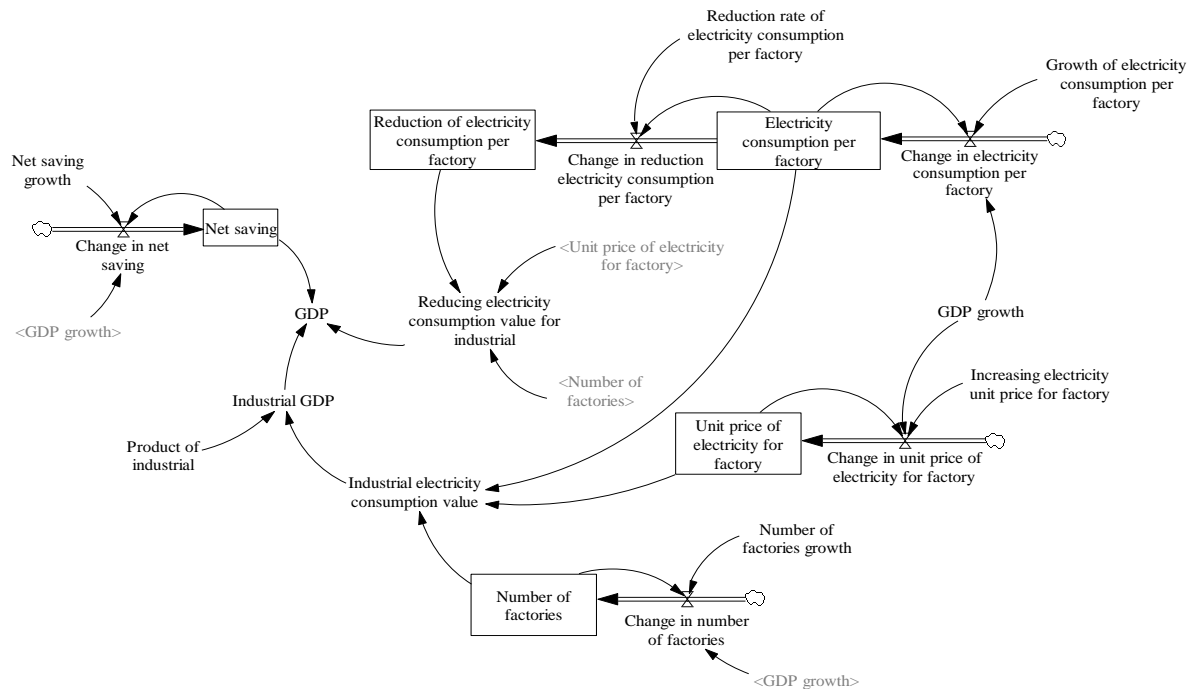 Reduction rate of
electricity consumption
per factory
Growth of electricity
consumption per
factory
Reduction of electricity
consumption per
factory
Electricity
consumption per
factory
Change in reduction
electricity consumption
per factory
Change in electricity
consumption per
factory
Net saving
growth
Net saving
Change in net
saving
<Unit price of electricity
for factory>
<GDP growth>
GDP
Reducing electricity
consumption value for
industrial
GDP growth
<Number of
factories>
Increasing electricity
unit price for factory
Industrial GDP
Product of
industrial
Unit price of
electricity for
factory
Change in unit price of
electricity for factory
Industrial electricity
consumption value
Number of
factories growth
Number of
factories
Change in number
of factories
<GDP growth>